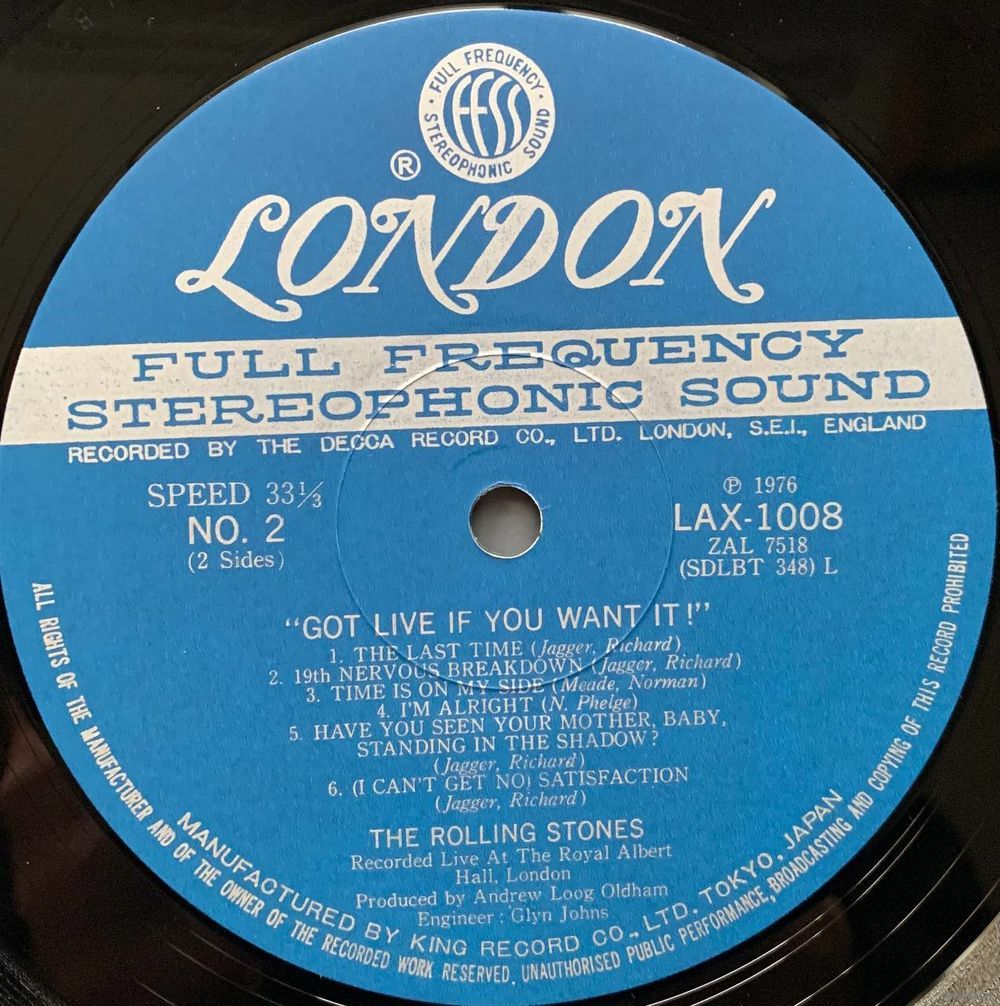 FULL FREQUENCY
FFSS
STEREOPHONIC SOUND
®
LONDON
FULL FREQUENCY
STEREOPHONIC SOUND
RECORDED BY THE DECCA RECORD CO., LTD. LONDON, S.E.I., ENGLAND
SPEED 33⅓
NO. 2
(2 Sides)
℗ 1976
LAX-1008
ZAL 7518
(SDLBT 348) L
"GOT LIVE IF YOU WANT IT!"
1. THE LAST TIME (Jagger, Richard)
2. 19th NERVOUS BREAKDOWN (Jagger, Richard)
3. TIME IS ON MY SIDE (Meade, Norman)
4. I'M ALRIGHT (N. Phelge)
5. HAVE YOU SEEN YOUR MOTHER, BABY,
STANDING IN THE SHADOW?
(Jagger, Richard)
6. (I CAN'T GET NO) SATISFACTION
(Jagger, Richard)
THE ROLLING STONES
Recorded Live At The Royal Albert
Hall, London
Produced by Andrew Loog Oldham
Engineer : Glyn Johns
MANUFACTURED BY KING RECORD CO., LTD. TOKYO, JAPAN
ALL RIGHTS OF THE MANUFACTURER AND OF THE OWNER OF THE RECORDED WORK RESERVED. UNAUTHORISED PUBLIC PERFORMANCE, BROADCASTING AND COPYING OF THIS RECORD PROHIBITED